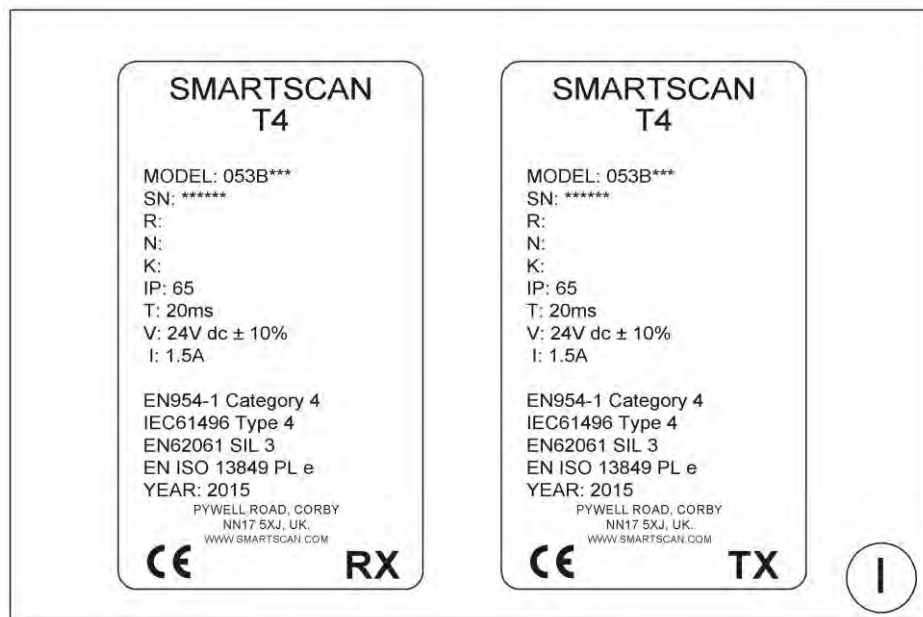 SMARTSCAN
T4
MODEL: 053B***
SN: ******
R:
N:
K:
IP: 65
T: 20ms
V: 24V dc ± 10%
I: 1.5A
EN954-1 Category 4
IEC61496 Type 4
EN62061 SIL 3
EN ISO 13849 PL e
YEAR: 2015
PYWELL ROAD, CORBY
NN17 5XJ, UK.
WWW.SMARTSCAN.COM
CE RX
SMARTSCAN
T4
MODEL: 053B***
SN: ******
R:
N:
K:
IP: 65
T: 20ms
V: 24V dc ± 10%
I: 1.5A
EN954-1 Category 4
IEC61496 Type 4
EN62061 SIL 3
EN ISO 13849 PL e
YEAR: 2015
PYWELL ROAD, CORBY
NN17 5XJ, UK.
WWW.SMARTSCAN.COM
CE TX
I